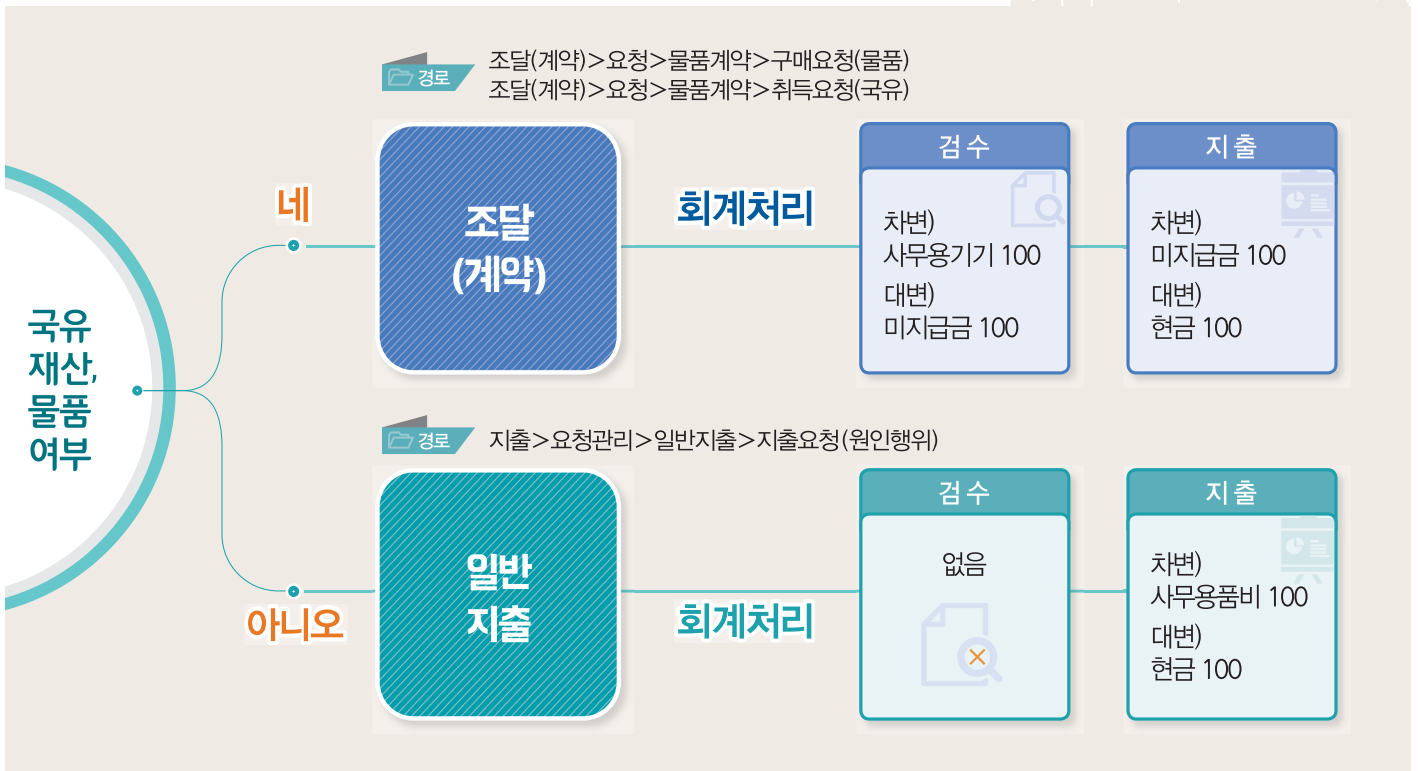 국유
재산,
물품
여부
네
경로
조달(계약)>요청>물품계약>구매요청(물품)
조달(계약)>요청>물품계약>취득요청(국유)
조달
(계약)
회계처리
검수
차변)
사무용기기 100
대변)
미지급금 100
지출
차변)
미지급금 100
대변)
현금 100
아니오
경로
지출>요청관리>일반지출>지출요청(원인행위)
일반
지출
회계처리
검수
없음
지출
차변)
사무용품비 100
대변)
현금 100